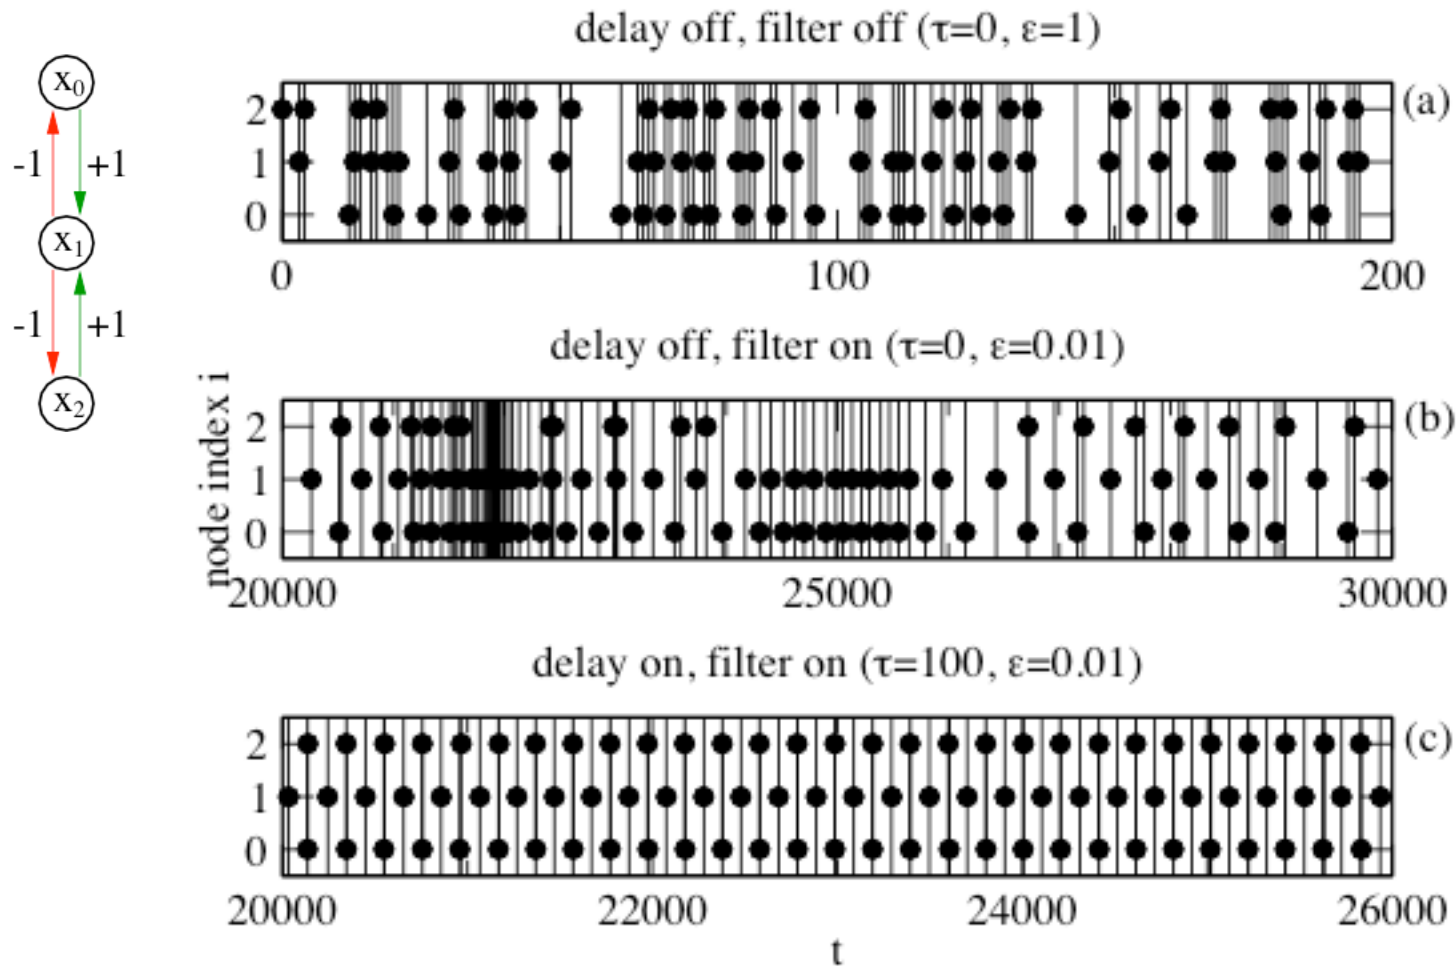 x0
-1 +1
x1
-1 +1
x2
delay off, filter off (τ=0, ε=1)
(a)
2
1
0
0 100 200
delay off, filter on (τ=0, ε=0.01)
(b)
node index i
2
1
0
20000 25000 30000
delay on, filter on (τ=100, ε=0.01)
(c)
2
1
0
20000 22000 24000 26000
t